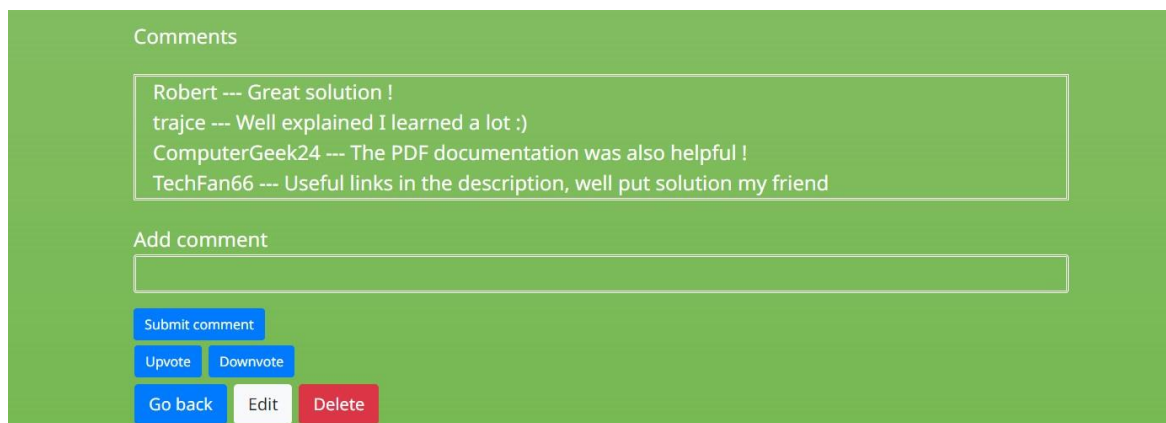 Comments
Robert --- Great solution !
trajce --- Well explained I learned a lot :)
ComputerGeek24 --- The PDF documentation was also helpful !
TechFan66 --- Useful links in the description, well put solution my friend
Add comment
Submit comment
Upvote Downvote
Go back Edit Delete